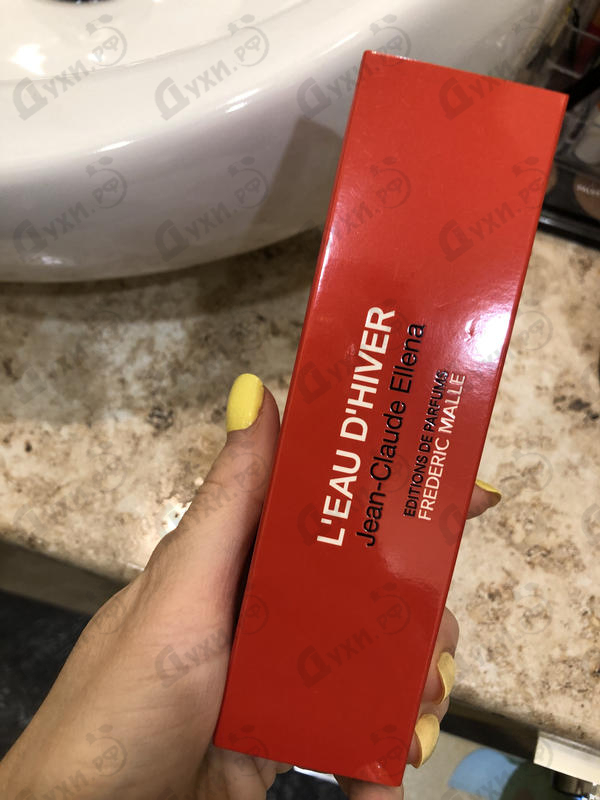 L'EAU D'HIVER
Jean-Claude Ellena
EDITIONS DE PARFUMS
FREDERIC MALLE
Духи.рф